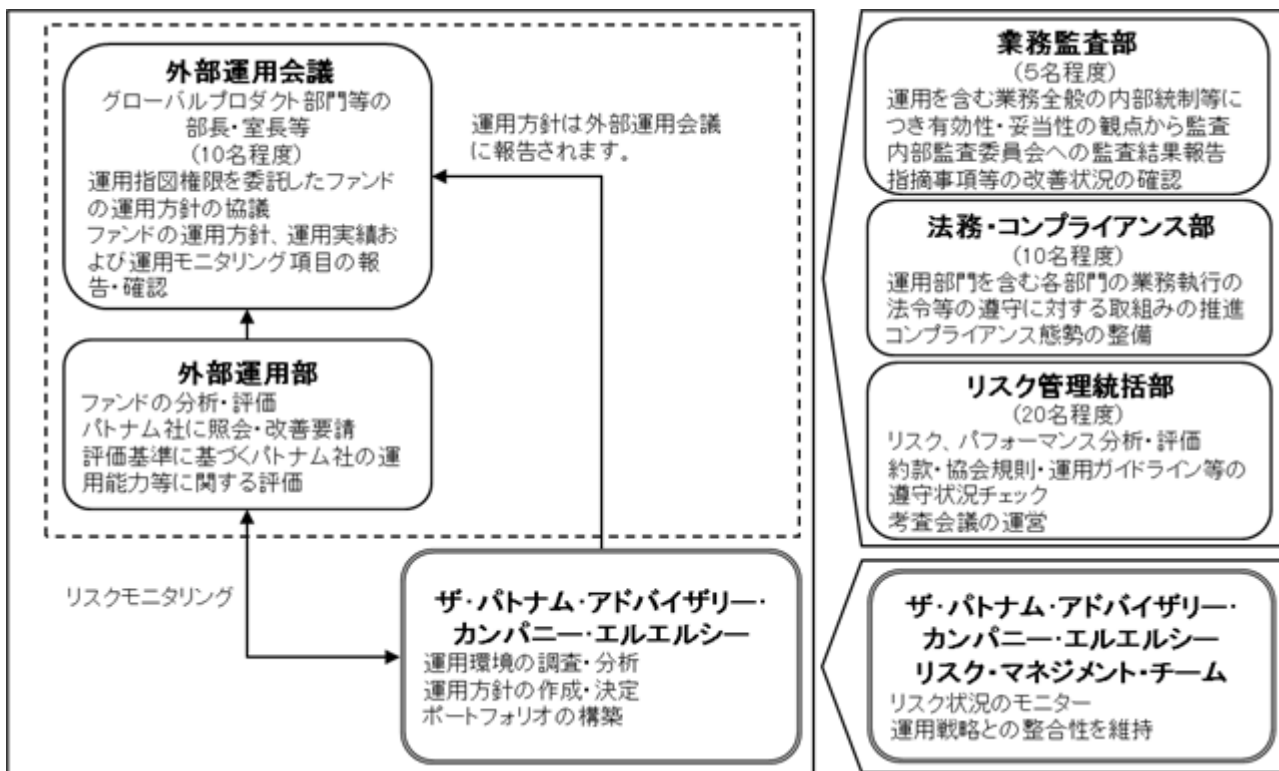 外部運用会議
グローバルプロダクト部門等の
部長・室長等
(10名程度)
運用指図権限を委託したファンド
の運用方針の協議
ファンドの運用方針、運用実績お
よび運用モニタリング項目の報
告・確認
運用方針は外部運用会議
に報告されます。
外部運用部
ファンドの分析・評価
パトナム社に照会・改善要請
評価基準に基づくパトナム社の運
用能力等に関する評価
リスクモニタリング
ザ・パトナム・アドバイザリー・
カンパニー・エルエルシー
運用環境の調査・分析
運用方針の作成・決定
ポートフォリオの構築
業務監査部
(5名程度)
運用を含む業務全般の内部統制等に
つき有効性・妥当性の観点から監査
内部監査委員会への監査結果報告
指摘事項等の改善状況の確認
法務・コンプライアンス部
(10名程度)
運用部門を含む各部門の業務執行の
法令等の遵守に対する取組みの推進
コンプライアンス態勢の整備
リスク管理統括部
(20名程度)
リスク、パフォーマンス分析・評価
約款・協会規則・運用ガイドライン等の
遵守状況チェック
考査会議の運営
ザ・パトナム・アドバイザリー・
カンパニー・エルエルシー
リスク・マネジメント・チーム
リスク状況のモニター
運用戦略との整合性を維持